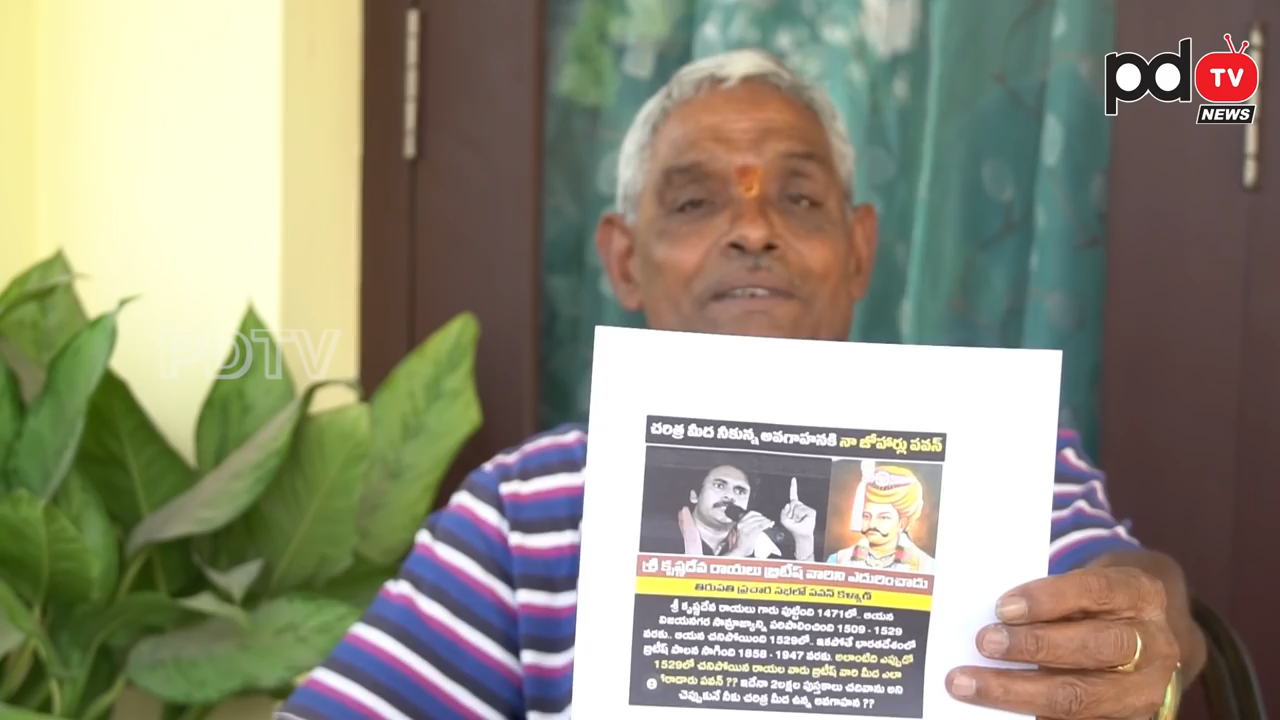 pd TV
NEWS
PDTV
చరిత్ర మీద నీకున్న అవగాహనకి నా జోహార్లు పవన్
శ్రీ కృష్ణదేవ రాయలు బ్రిటీష్ వారిని ఎదురించాడు
తిరుపతి ప్రచార సభలో పవన్ కళ్యాణ్
శ్రీ కృష్ణదేవ రాయలు గారు పుట్టింది 1471లో.. ఆయన
విజయనగర సామ్రాజ్యాన్ని పరిపాలించింది 1509 - 1529
వరకు.. ఆయన చనిపోయింది 1529లో.. ఇకపోతే భారతదేశంలో
బ్రిటీష్ పాలన సాగింది 1858 - 1947 వరకు. అలాంటిది ఎప్పుడో
1529లో చనిపోయిన రాయల వారు బ్రిటీష్ వారి మీద ఎలా
పవన్ ?? ఇదేనా 2లక్షల పుస్తకాలు చదివాను అని
చెప్పుకునే నీకు చరిత్ర మీద ఉన్న అవగాహన ??